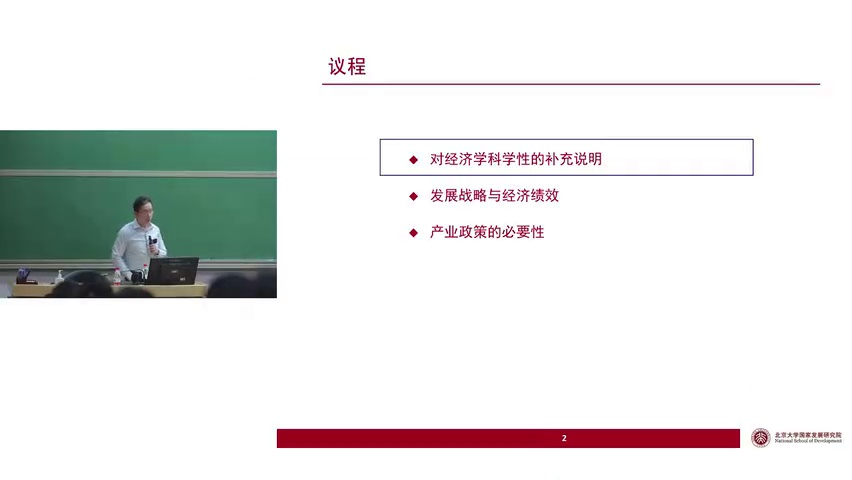 议程
对经济学科学性的补充说明
发展战略与经济绩效
产业政策的必要性
2
北京大学国家发展研究院
National School of Development